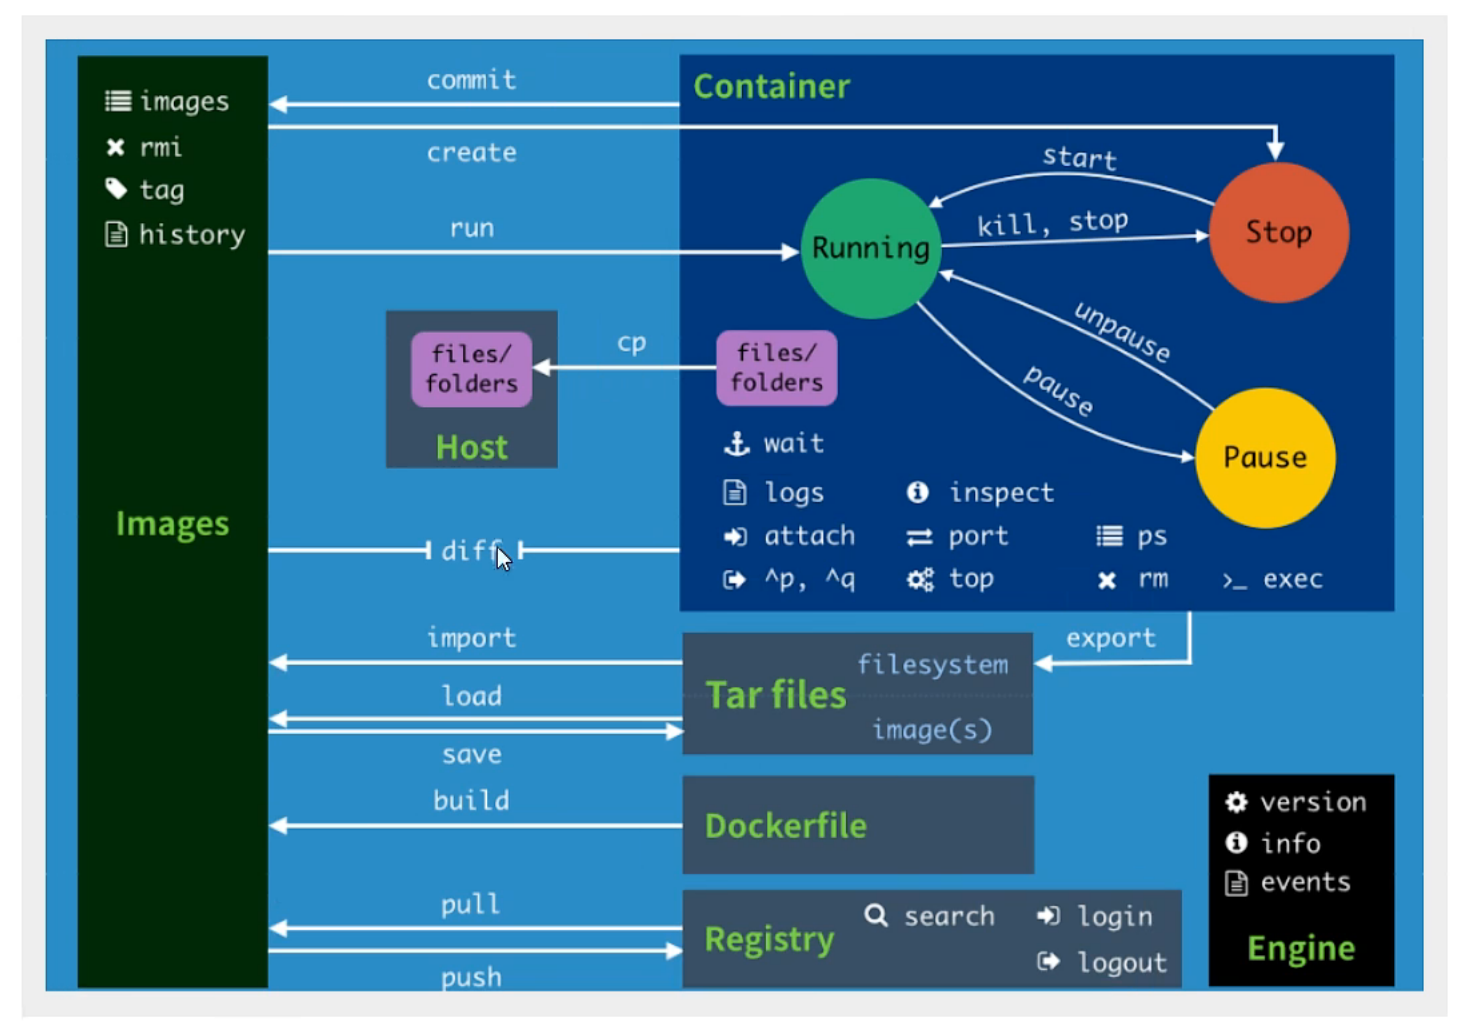 images
rmi
tag
history
Images
commit
create
run
cp
files/
folders
Host
diff
import
load
save
build
pull
push
Container
start
kill, stop
Running
Stop
unpause
pause
Pause
files/
folders
wait
logs
inspect
attach
port
ps
^p, ^q
top
rm
>_ exec
export
filesystem
Tar files
image(s)
Dockerfile
Registry
search
login
logout
version
info
events
Engine